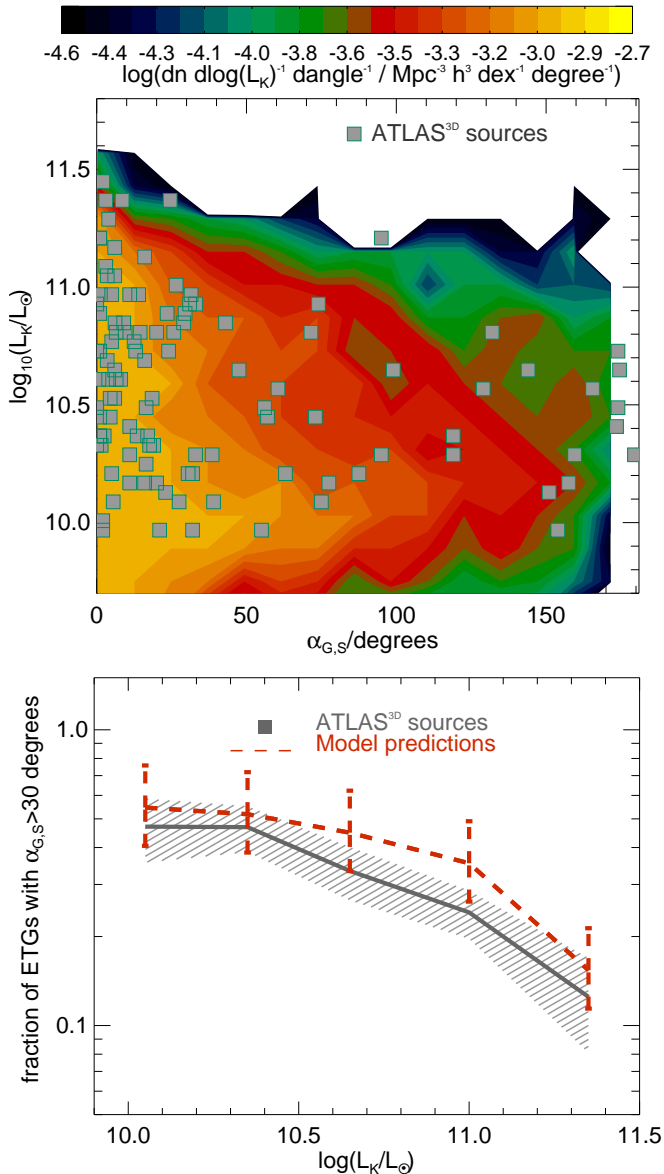 -4.6 -4.4 -4.3 -4.1 -4.0 -3.8 -3.6 -3.5 -3.3 -3.2 -3.0 -2.9 -2.7
log(dn dlog(L_K)^-1 dangle^-1 / Mpc^-3 h^3 dex^-1 degree^-1)
ATLAS^3D sources
11.5
11.0
10.5
10.0
log_10(L_K/L_☉)
0 50 100 150
α_G,S/degrees
ATLAS^3D sources
Model predictions
1.0
0.1
fraction of ETGs with α_G,S>30 degrees
10.0 10.5 11.0 11.5
log(L_K/L_☉)